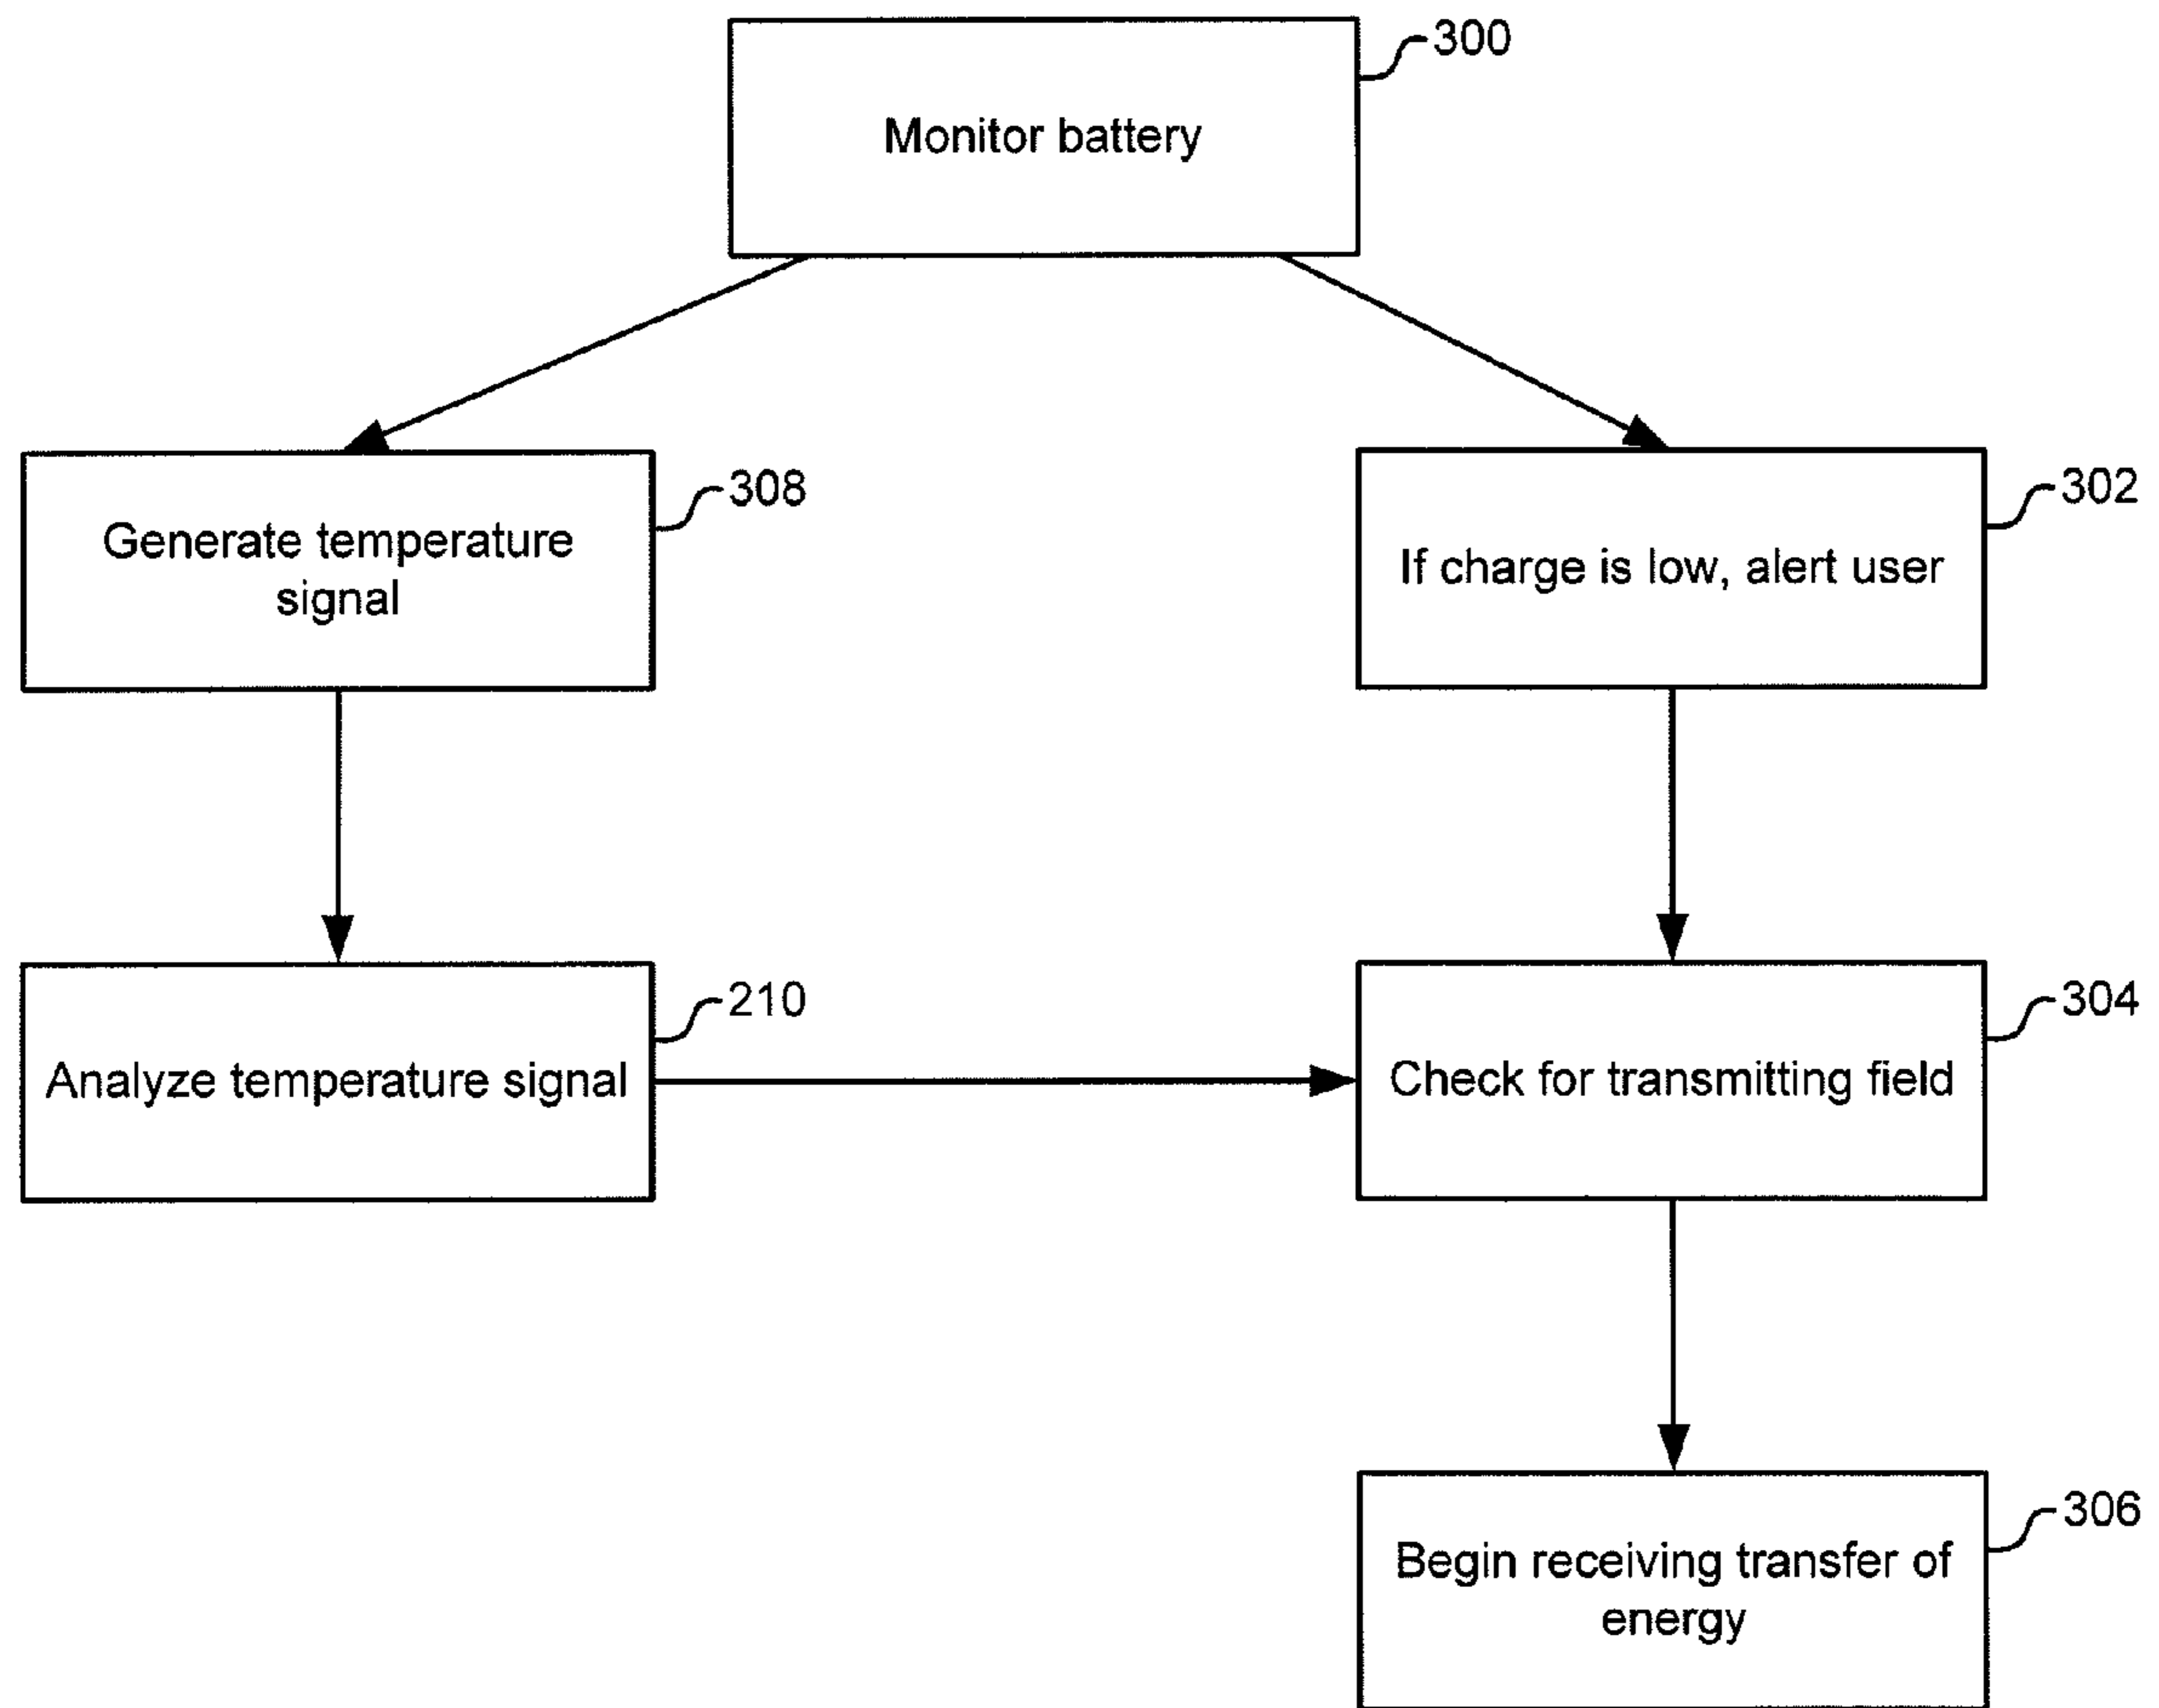 300
Monitor battery
308
Generate temperature
signal
302
If charge is low, alert user
210
Analyze temperature signal
304
Check for transmitting field
306
Begin receiving transfer of
energy